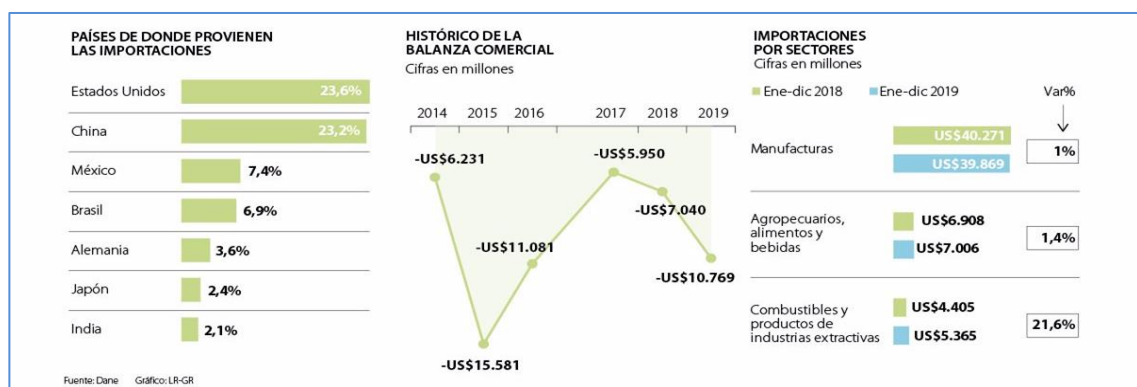 PAÍSES DE DONDE PROVIENEN
LAS IMPORTACIONES
Estados Unidos 23,6%
China 23,2%
México 7,4%
Brasil 6,9%
Alemania 3,6%
Japón 2,4%
India 2,1%
Fuente: Dane Gráfico: LR-GR
HISTÓRICO DE LA
BALANZA COMERCIAL
Cifras en millones
2014 2015 2016 2017 2018 2019
-US$6.231
-US$15.581
-US$11.081
-US$5.950
-US$7.040
-US$10.769
IMPORTACIONES
POR SECTORES
Cifras en millones
Ene-dic 2018 Ene-dic 2019 Var%
Manufacturas
US$40.271
US$39.869
1%
Agropecuarios,
alimentos y
bebidas
US$6.908
US$7.006
1,4%
Combustibles y
productos de
industrias extractivas
US$4.405
US$5.365
21,6%